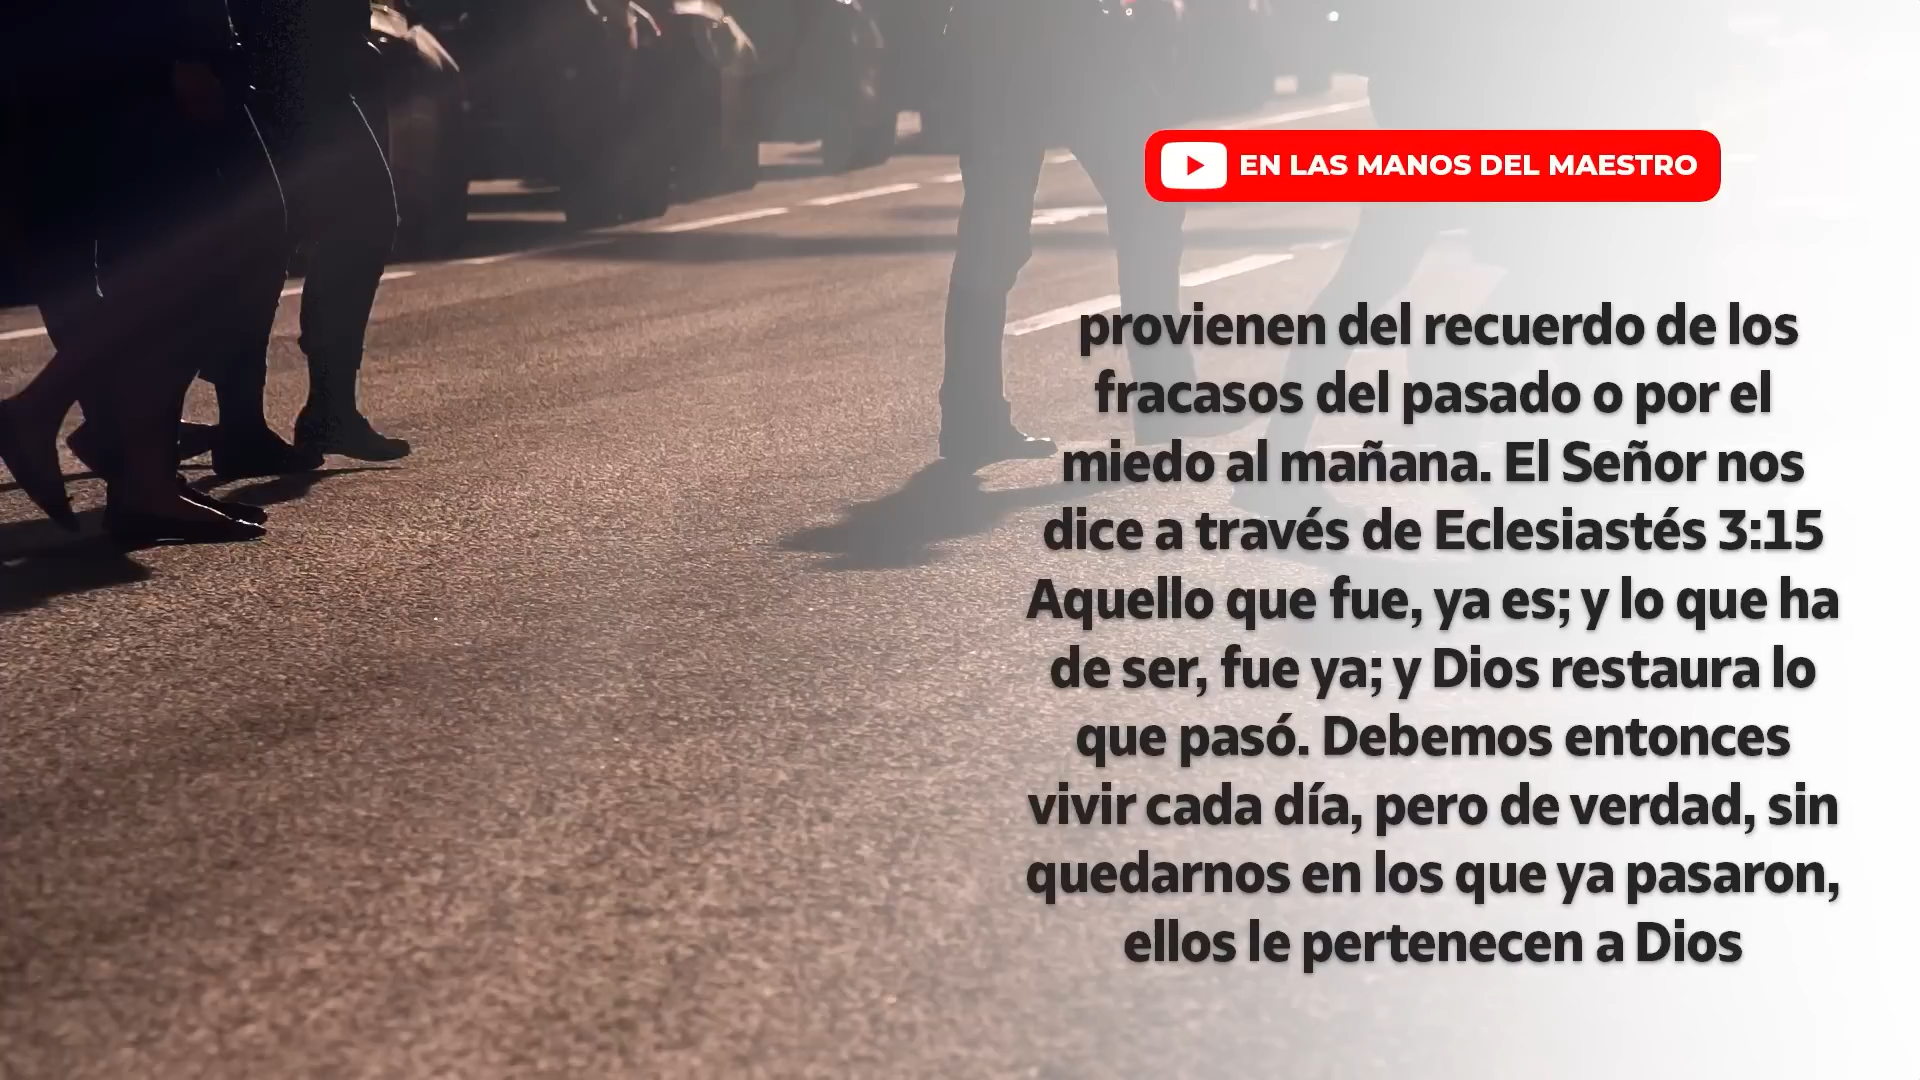 EN LAS MANOS DEL MAESTRO
provienen del recuerdo de los
fracasos del pasado o por el
miedo al mañana. El Señor nos
dice a través de Eclesiastés 3:15
Aquello que fue, ya es; y lo que ha
de ser, fue ya; y Dios restaura lo
que pasó. Debemos entonces
vivir cada día, pero de verdad, sin
quedarnos en los que ya pasaron,
ellos le pertenecen a Dios